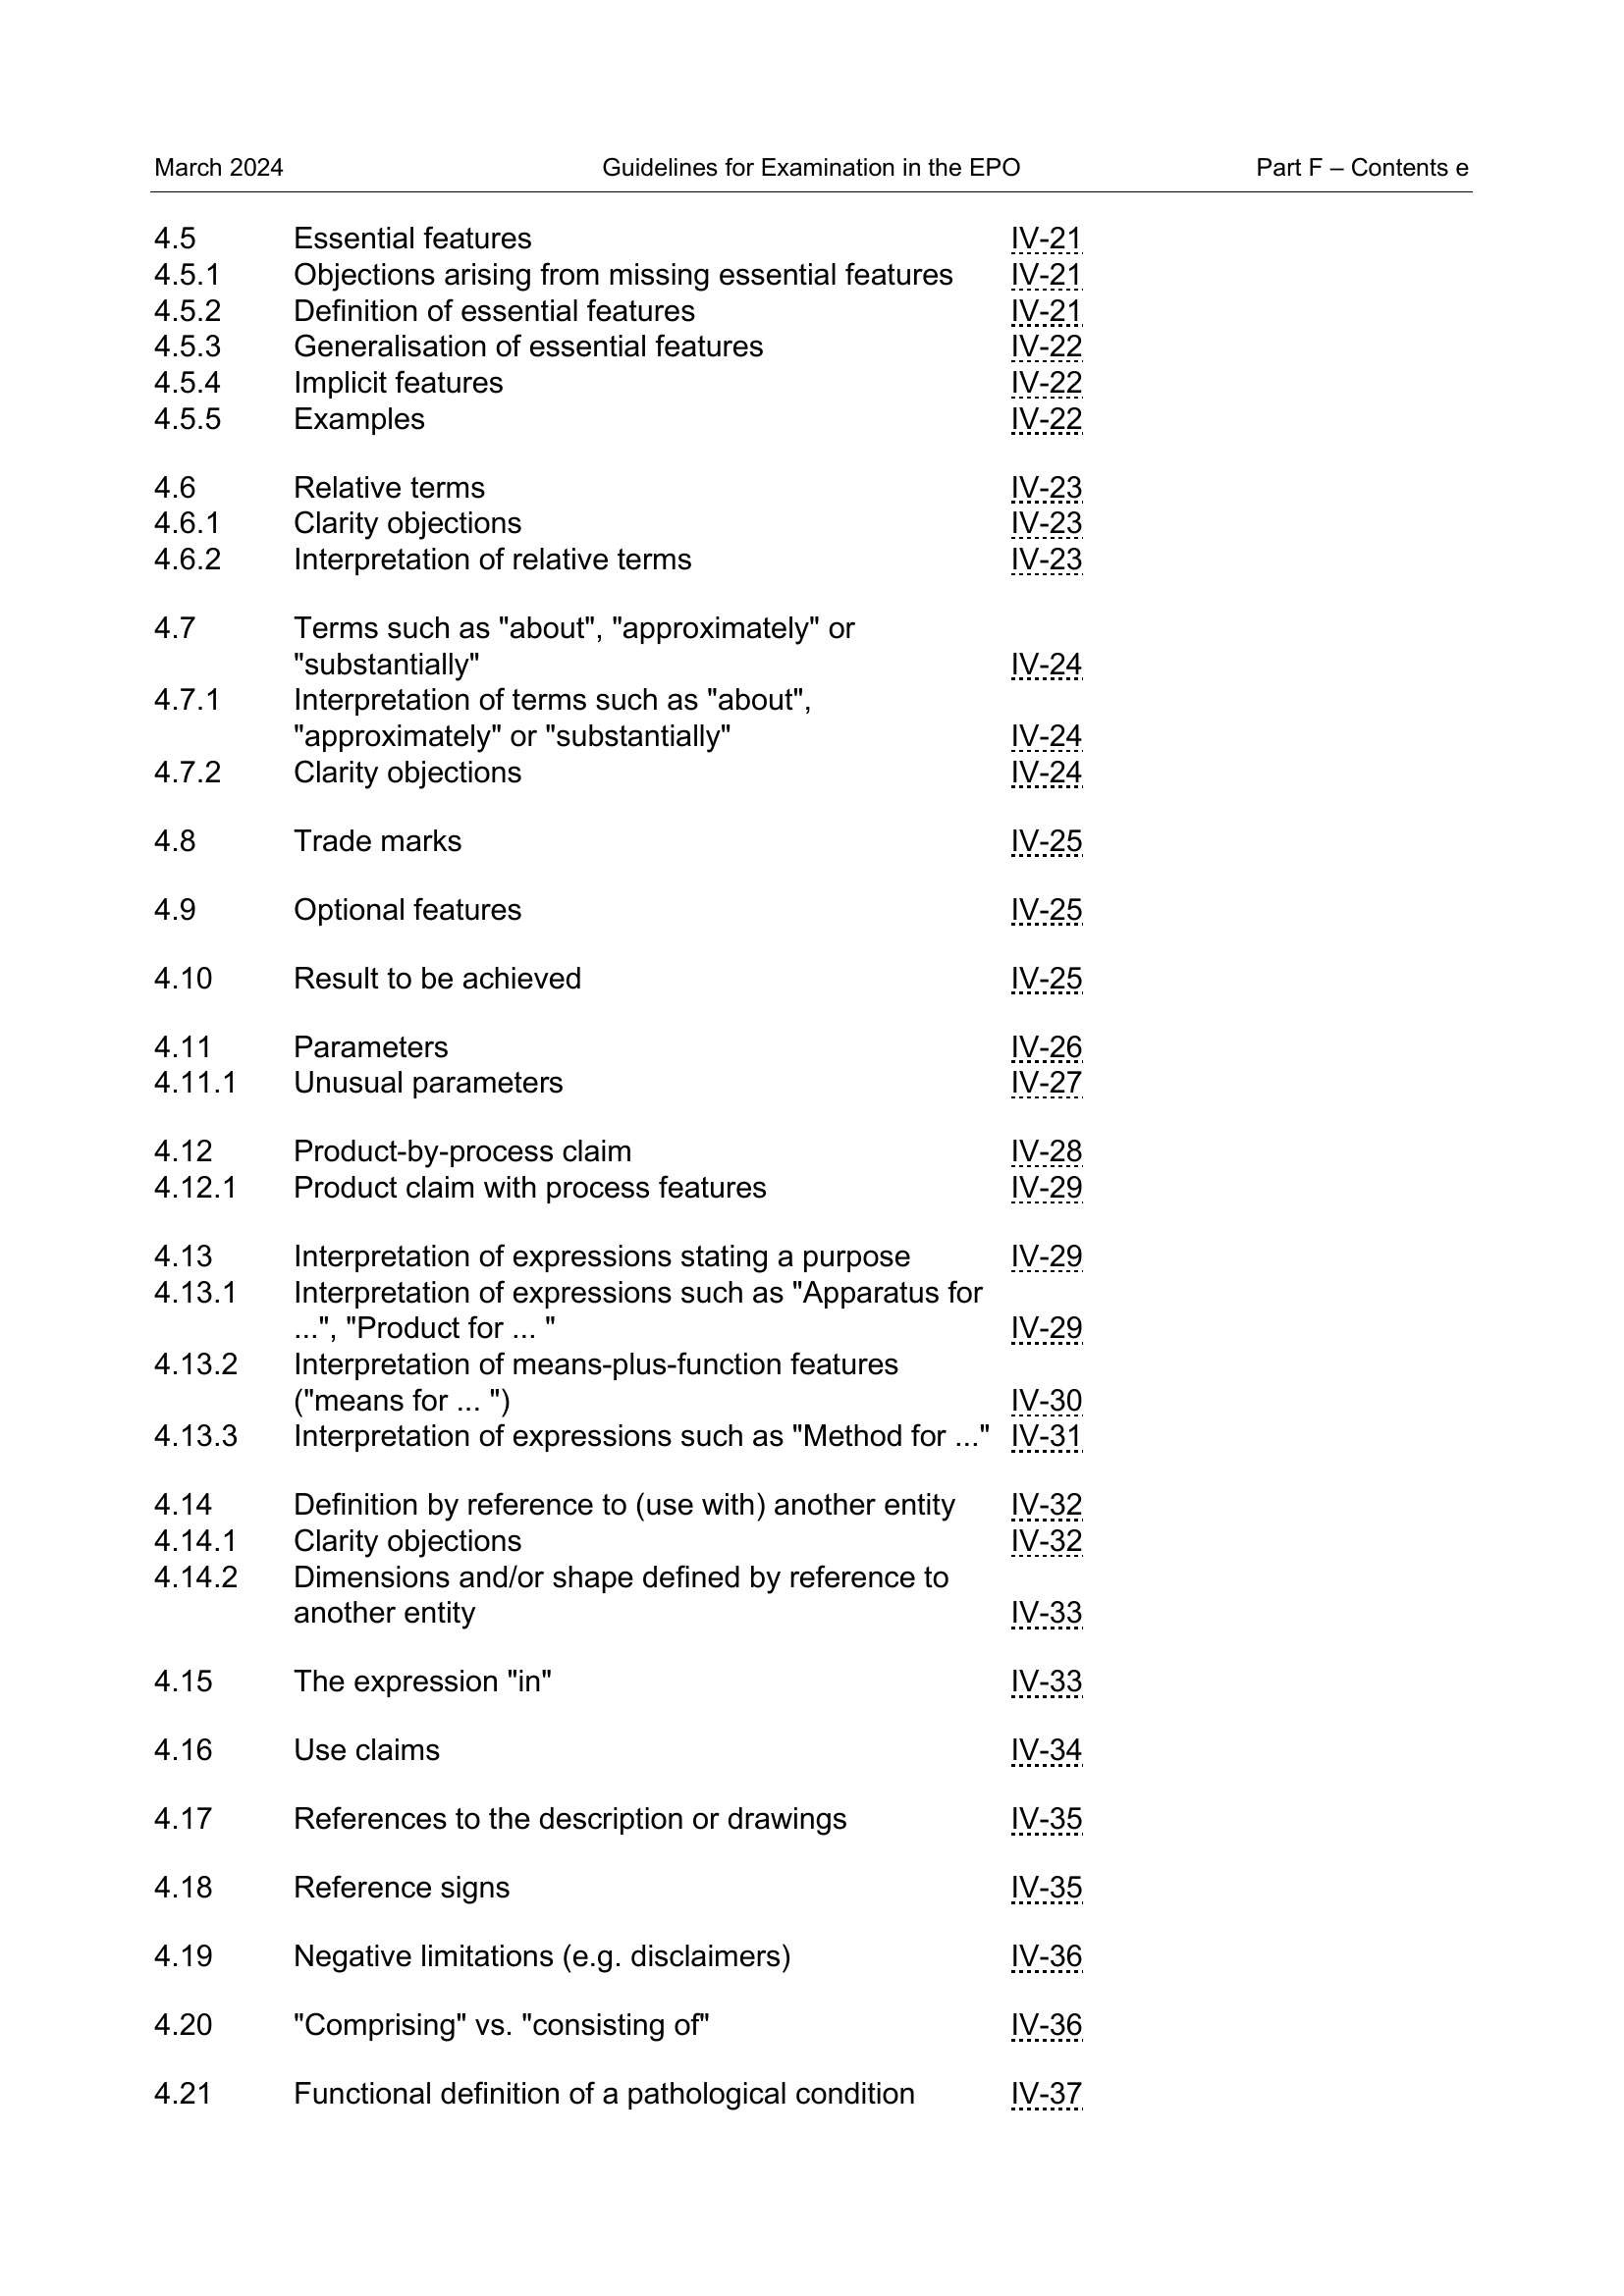 March 2024 Guidelines for Examination in the EPO Part F – Contents e
4.5 Essential features IV-21
4.5.1 Objections arising from missing essential features IV-21
4.5.2 Definition of essential features IV-21
4.5.3 Generalisation of essential features IV-22
4.5.4 Implicit features IV-22
4.5.5 Examples IV-22
4.6 Relative terms IV-23
4.6.1 Clarity objections IV-23
4.6.2 Interpretation of relative terms IV-23
4.7 Terms such as "about", "approximately" or
"substantially" IV-24
4.7.1 Interpretation of terms such as "about",
"approximately" or "substantially" IV-24
4.7.2 Clarity objections IV-24
4.8 Trade marks IV-25
4.9 Optional features IV-25
4.10 Result to be achieved IV-25
4.11 Parameters IV-26
4.11.1 Unusual parameters IV-27
4.12 Product-by-process claim IV-28
4.12.1 Product claim with process features IV-29
4.13 Interpretation of expressions stating a purpose IV-29
4.13.1 Interpretation of expressions such as "Apparatus for
...", "Product for ... " IV-29
4.13.2 Interpretation of means-plus-function features
("means for ... ") IV-30
4.13.3 Interpretation of expressions such as "Method for ..." IV-31
4.14 Definition by reference to (use with) another entity IV-32
4.14.1 Clarity objections IV-32
4.14.2 Dimensions and/or shape defined by reference to
another entity IV-33
4.15 The expression "in" IV-33
4.16 Use claims IV-34
4.17 References to the description or drawings IV-35
4.18 Reference signs IV-35
4.19 Negative limitations (e.g. disclaimers) IV-36
4.20 "Comprising" vs. "consisting of" IV-36
4.21 Functional definition of a pathological condition IV-37